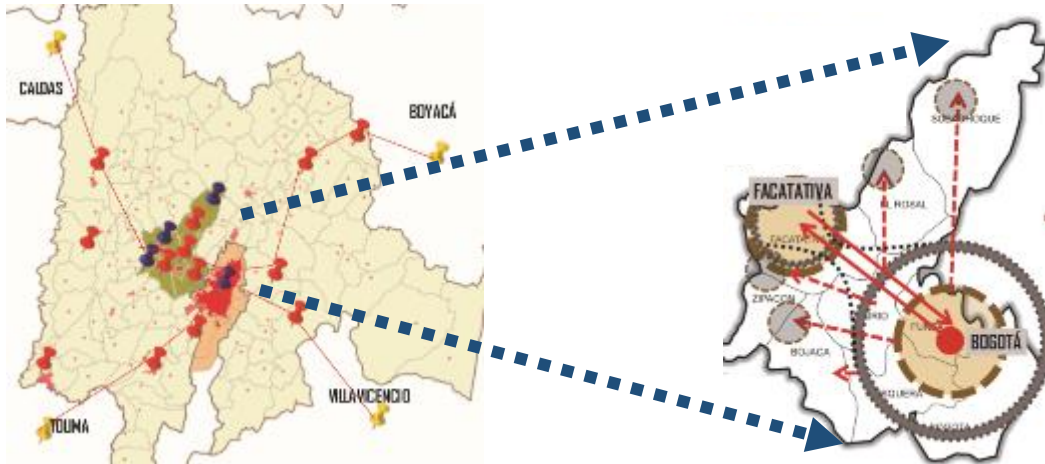 CALDAS
BOYACÁ
TOLIMA
VILLAVICENCIO
FACATATIVA
EL ROSAL
ZIPACON
BOJACA
BOGOTÁ